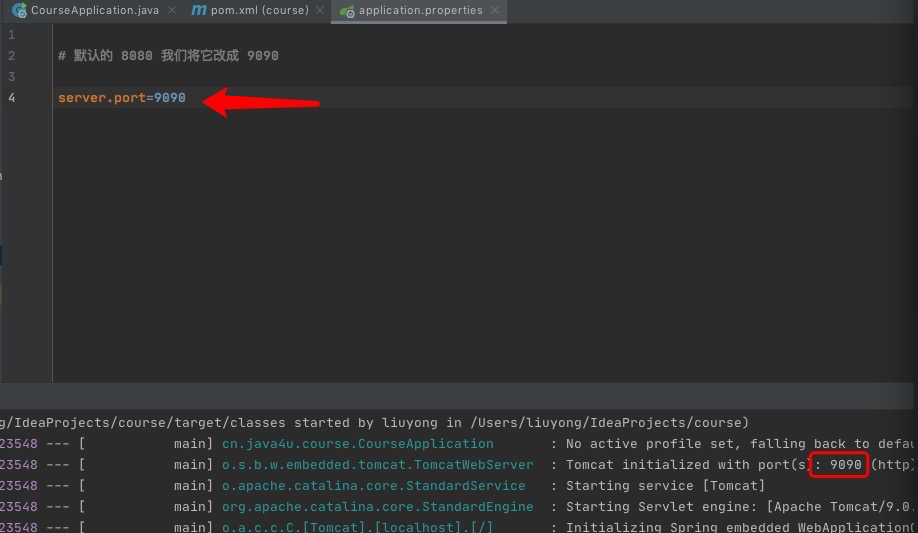 CourseApplication.java × pom.xml (course) × application.properties ×
1
2 # 默认的 8080 我们将它改成 9090
3
4 server.port=9090
g/IdeaProjects/course/target/classes started by liuyong in /Users/liuyong/IdeaProjects/course)
23548 --- [ main] cn.java4u.course.CourseApplication : No active profile set, falling back to defau
23548 --- [ main] o.s.b.w.embedded.tomcat.TomcatWebServer : Tomcat initialized with port(s): 9090 (http)
23548 --- [ main] o.apache.catalina.core.StandardService : Starting service [Tomcat]
23548 --- [ main] org.apache.catalina.core.StandardEngine : Starting Servlet engine: [Apache Tomcat/9.0.
23548 --- [ main] o.a.c.c.C.[Tomcat].[localhost].[/] : Initializing Spring embedded WebApplication